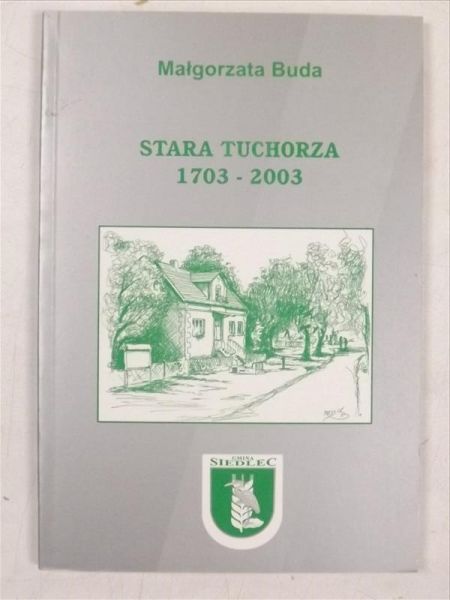 Małgorzata Buda
STARA TUCHORZA
1703 - 2003
GMINA
SIEDLEC